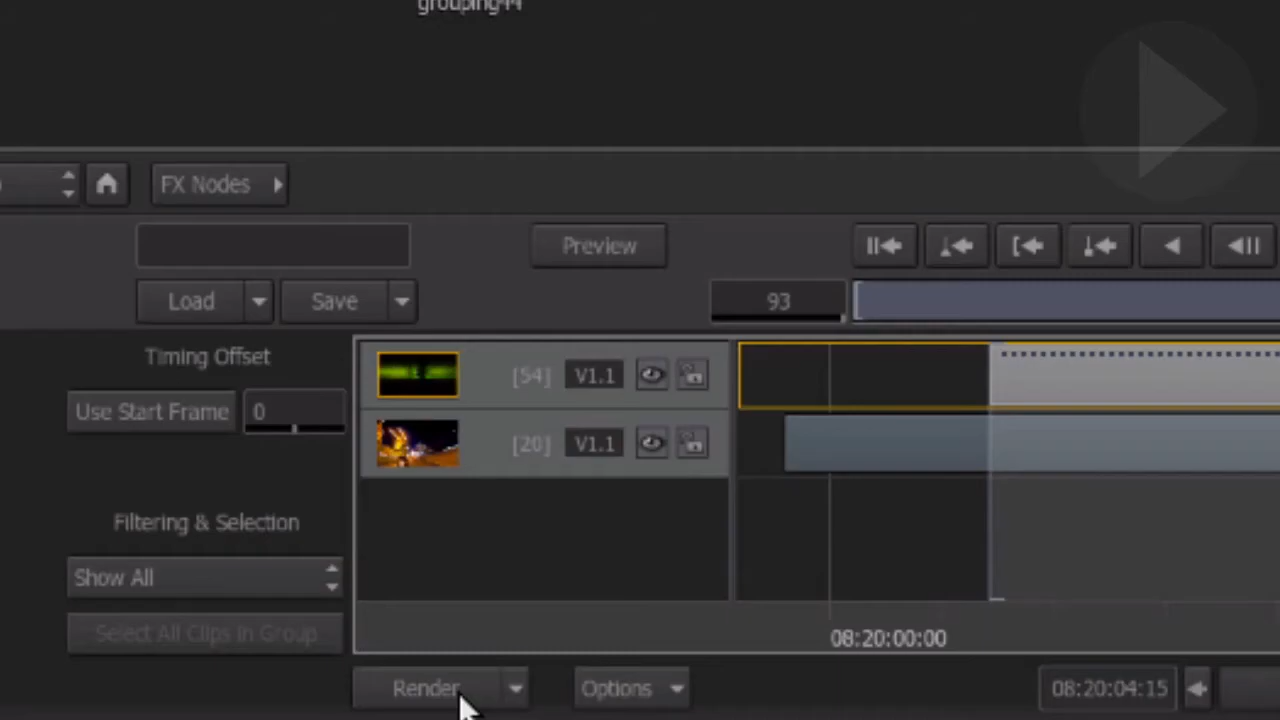 grouping44
FX Nodes
Preview
Load
Save
93
Timing Offset
[54] V1.1
Use Start Frame 0
[20] V1.1
Filtering & Selection
Show All
Select All Clips In Group
08:20:00:00
Render
Options
08:20:04:15